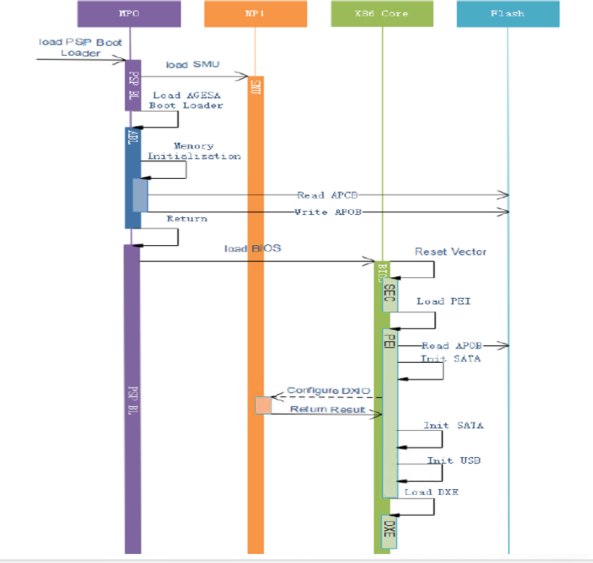 MP0
MP1
X86 Core
Flash
load PSP Boot
Loader
load SMU
PSP BL
SMU
Load AGESA
Boot Loader
ABL
Memory
Initialization
Read APCB
Write APOB
Return
load BIOS
Reset Vector
BIOS
SEC
Load PEI
PEI
Read APOB
Init SATA
Configure DXIO
Return Result
PSP BL
Init SATA
Init USB
Load DXE
DXE